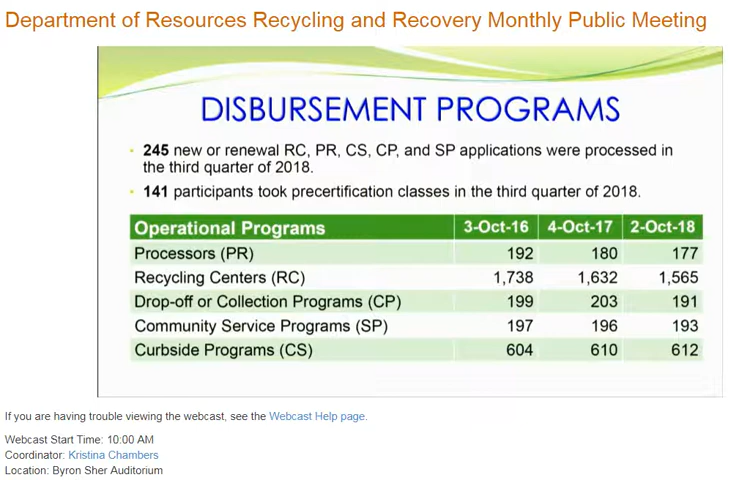 Department of Resources Recycling and Recovery Monthly Public Meeting
DISBURSEMENT PROGRAMS
• 245 new or renewal RC, PR, CS, CP, and SP applications were processed in
the third quarter of 2018.
• 141 participants took precertification classes in the third quarter of 2018.
Operational Programs 3-Oct-16 4-Oct-17 2-Oct-18
Processors (PR) 192 180 177
Recycling Centers (RC) 1,738 1,632 1,565
Drop-off or Collection Programs (CP) 199 203 191
Community Service Programs (SP) 197 196 193
Curbside Programs (CS) 604 610 612
If you are having trouble viewing the webcast, see the Webcast Help page.
Webcast Start Time: 10:00 AM
Coordinator: Kristina Chambers
Location: Byron Sher Auditorium